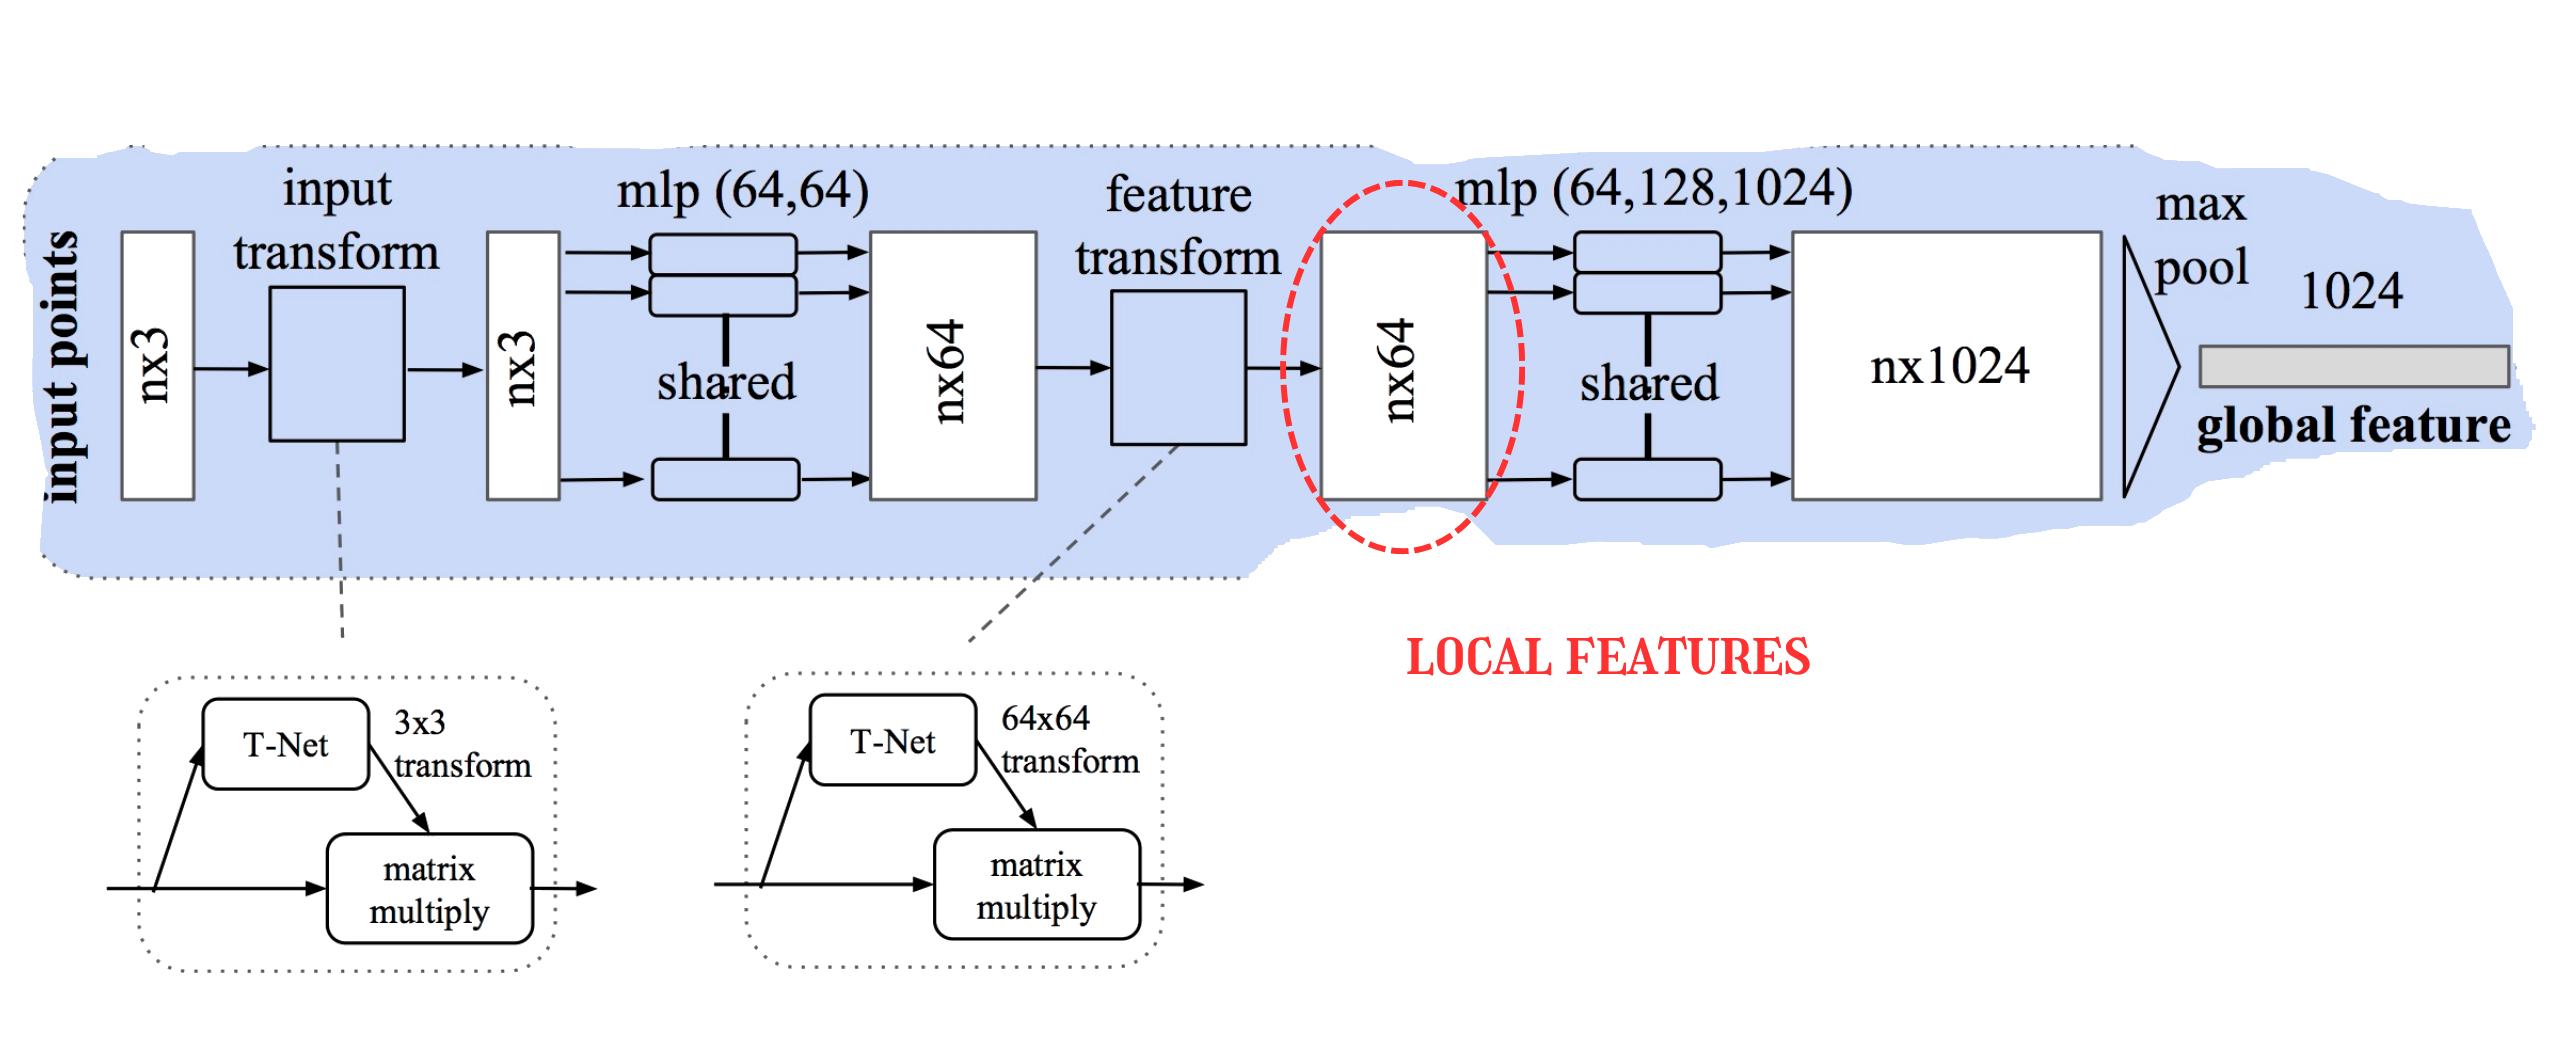 input points
nx3
input
transform
nx3
mlp (64,64)
shared
nx64
feature
transform
nx64
mlp (64,128,1024)
shared
nx1024
max
pool
1024
global feature
LOCAL FEATURES
T-Net
3x3
transform
matrix
multiply
T-Net
64x64
transform
matrix
multiply